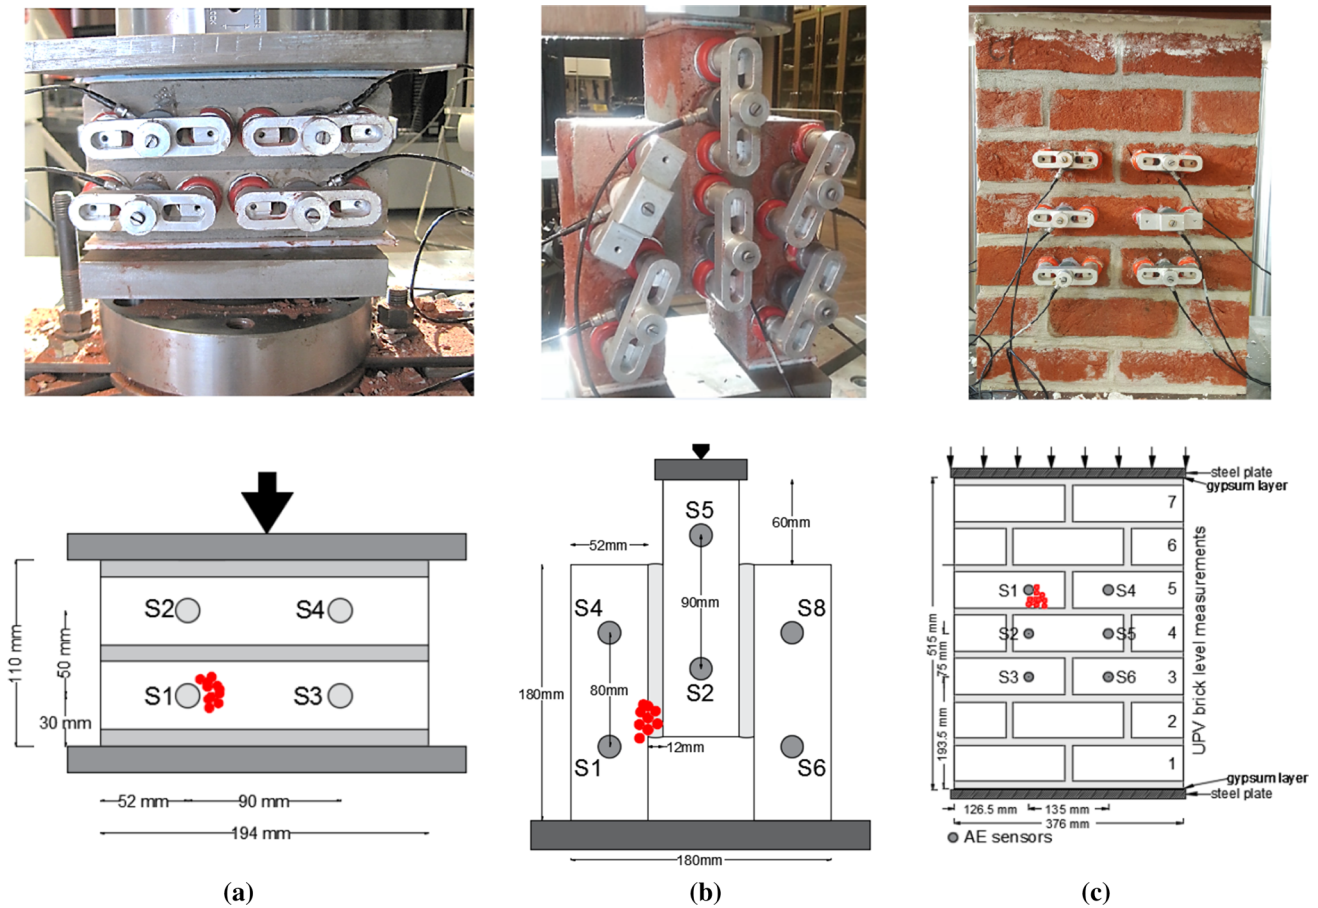 S2
S4
S1
S3
110 mm
50 mm
30 mm
52 mm
90 mm
194 mm
(a)
S5
60mm
52mm
90mm
S4
S8
180mm
80mm
S2
12mm
S1
S6
180mm
(b)
steel plate
gypsum layer
7
6
S1
S4
5
S2
S5
4
S3
S6
3
2
1
515 mm
75 mm
193.5 mm
UPV brick level measurements
gypsum layer
steel plate
126.5 mm
135 mm
376 mm
AE sensors
(c)